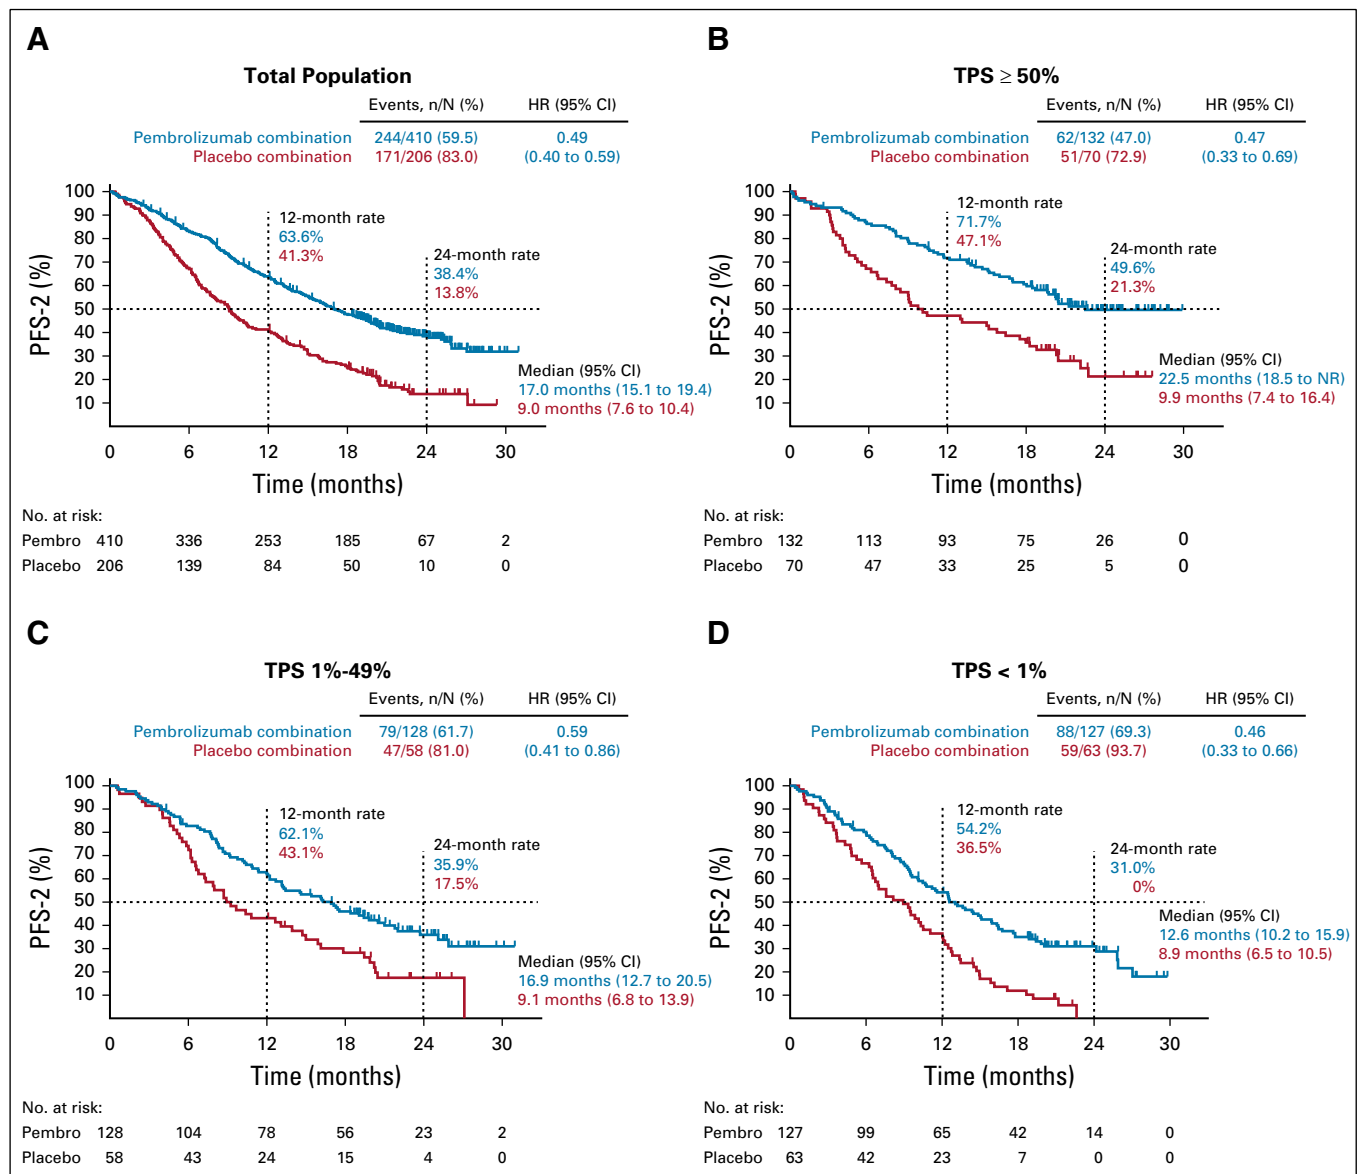 A
Total Population
Events, n/N (%) HR (95% CI)
Pembrolizumab combination 244/410 (59.5) 0.49
Placebo combination 171/206 (83.0) (0.40 to 0.59)
100
90
80
70
60
50
40
30
20
10
PFS-2 (%)
12-month rate
63.6%
41.3%
24-month rate
38.4%
13.8%
Median (95% CI)
17.0 months (15.1 to 19.4)
9.0 months (7.6 to 10.4)
0 6 12 18 24 30
Time (months)
No. at risk:
Pembro 410 336 253 185 67 2
Placebo 206 139 84 50 10 0
B
TPS ≥ 50%
Events, n/N (%) HR (95% CI)
Pembrolizumab combination 62/132 (47.0) 0.47
Placebo combination 51/70 (72.9) (0.33 to 0.69)
100
90
80
70
60
50
40
30
20
10
PFS-2 (%)
12-month rate
71.7%
47.1%
24-month rate
49.6%
21.3%
Median (95% CI)
22.5 months (18.5 to NR)
9.9 months (7.4 to 16.4)
0 6 12 18 24 30
Time (months)
No. at risk:
Pembro 132 113 93 75 26 0
Placebo 70 47 33 25 5 0
C
TPS 1%-49%
Events, n/N (%) HR (95% CI)
Pembrolizumab combination 79/128 (61.7) 0.59
Placebo combination 47/58 (81.0) (0.41 to 0.86)
100
90
80
70
60
50
40
30
20
10
PFS-2 (%)
12-month rate
62.1%
43.1%
24-month rate
35.9%
17.5%
Median (95% CI)
16.9 months (12.7 to 20.5)
9.1 months (6.8 to 13.9)
0 6 12 18 24 30
Time (months)
No. at risk:
Pembro 128 104 78 56 23 2
Placebo 58 43 24 15 4 0
D
TPS < 1%
Events, n/N (%) HR (95% CI)
Pembrolizumab combination 88/127 (69.3) 0.46
Placebo combination 59/63 (93.7) (0.33 to 0.66)
100
90
80
70
60
50
40
30
20
10
PFS-2 (%)
12-month rate
54.2%
36.5%
24-month rate
31.0%
0%
Median (95% CI)
12.6 months (10.2 to 15.9)
8.9 months (6.5 to 10.5)
0 6 12 18 24 30
Time (months)
No. at risk:
Pembro 127 99 65 42 14 0
Placebo 63 42 23 7 0 0